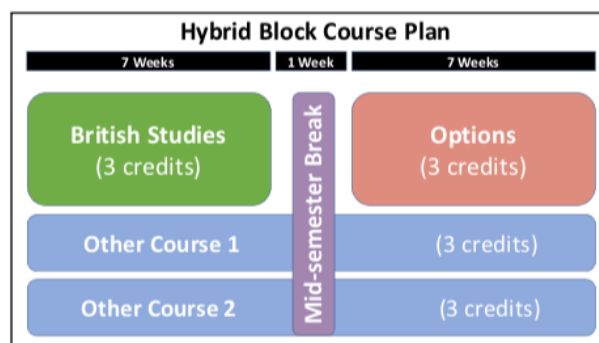 Hybrid Block Course Plan
7 Weeks
1 Week
7 Weeks
British Studies
(3 credits)
Mid-semester Break
Options
(3 credits)
Other Course 1
(3 credits)
Other Course 2
(3 credits)